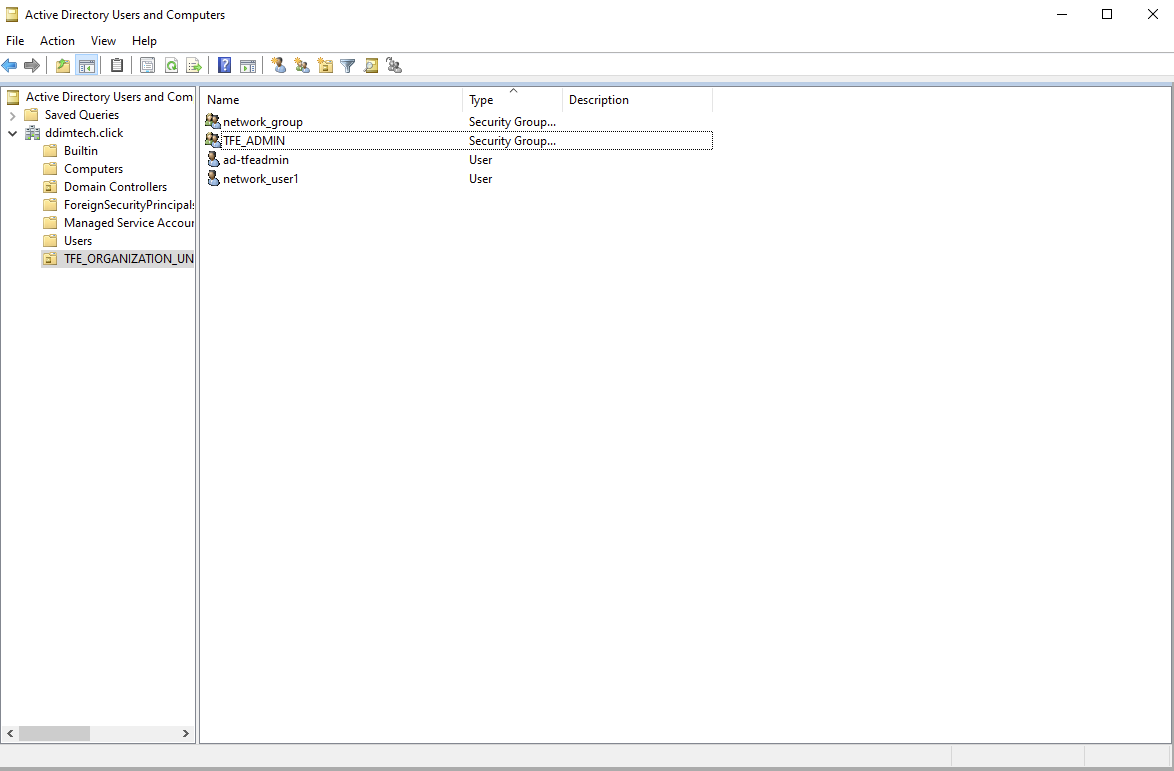 Active Directory Users and Computers
File Action View Help
Active Directory Users and Com
Saved Queries
ddimtech.click
Builtin
Computers
Domain Controllers
ForeignSecurityPrincipals
Managed Service Accour
Users
TFE_ORGANIZATION_UN
Name Type Description
network_group Security Group...
TFE_ADMIN Security Group...
ad-tfeadmin User
network_user1 User